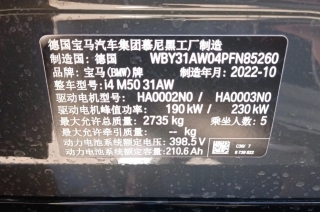 德国宝马汽车集团慕尼黑工厂制造
制造国: 德国 WBY31AW04PFN85260
品牌: 宝马(BMW)牌 制造年月: 2022-10
整车型号: i4 M50 31AW
驱动电机型号: HA0002N0 / HA0003N0
驱动电机峰值功率: 190 kW / 230 kW
最大允许总质量: 2735 kg 乘坐人数: 5
最大允许牵引质量: -- kg
动力电池系统额定电压: 398.5 V
动力电池系统额定容量: 210.6 Ah